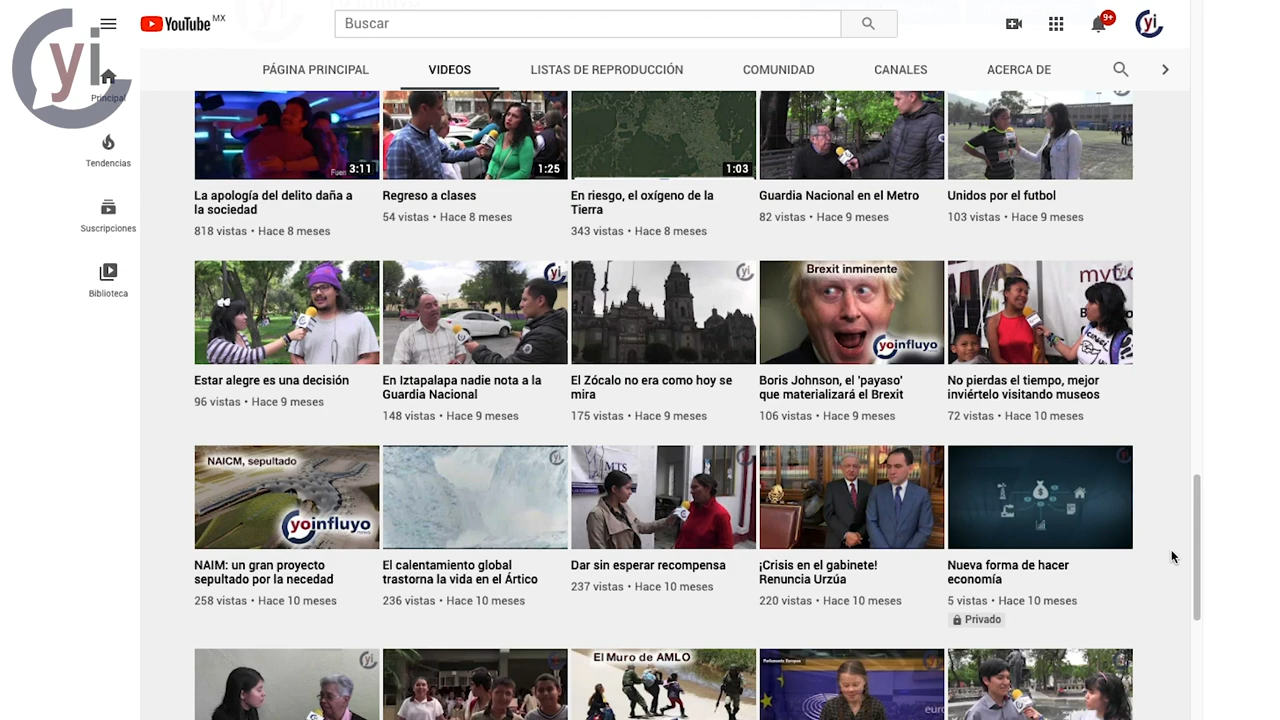 YouTube MX
Buscar
9+
yi
yi
Principal
Tendencias
Suscripciones
Biblioteca
PÁGINA PRINCIPAL
VIDEOS
LISTAS DE REPRODUCCIÓN
COMUNIDAD
CANALES
ACERCA DE
3:11
1:25
1:03
La apología del delito daña a
la sociedad
818 vistas • Hace 8 meses
Regreso a clases
54 vistas • Hace 8 meses
En riesgo, el oxígeno de la
Tierra
343 vistas • Hace 8 meses
Guardia Nacional en el Metro
82 vistas • Hace 9 meses
Unidos por el futbol
103 vistas • Hace 9 meses
Brexit inminente
yoinfluyo
Estar alegre es una decisión
96 vistas • Hace 9 meses
En Iztapalapa nadie nota a la
Guardia Nacional
148 vistas • Hace 9 meses
El Zócalo no era como hoy se
mira
175 vistas • Hace 9 meses
Boris Johnson, el 'payaso'
que materializará el Brexit
106 vistas • Hace 9 meses
No pierdas el tiempo, mejor
inviértelo visitando museos
72 vistas • Hace 10 meses
NAICM, sepultado
yoinfluyo
MTS
NAIM: un gran proyecto
sepultado por la necedad
258 vistas • Hace 10 meses
El calentamiento global
trastorna la vida en el Ártico
236 vistas • Hace 10 meses
Dar sin esperar recompensa
237 vistas • Hace 10 meses
¡Crisis en el gabinete!
Renuncia Urzúa
220 vistas • Hace 10 meses
Nueva forma de hacer
economía
5 vistas • Hace 10 meses
Privado
El Muro de AMLO
Parlamento Europeo